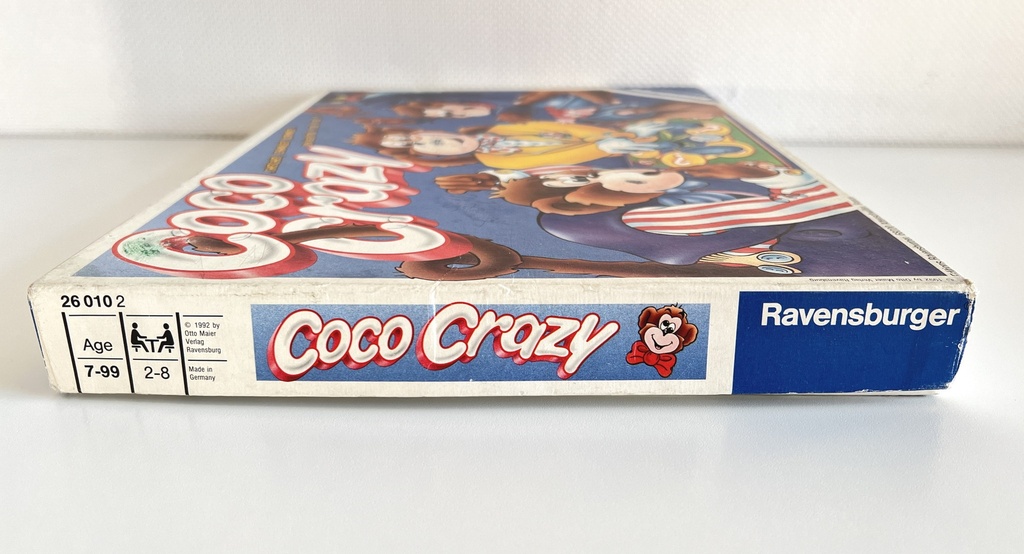 Coco
Crazy
26 010 2
Age
7-99
2-8
© 1992 by
Otto Maier
Verlag
Ravensburg
Made in
Germany
Coco Crazy
Ravensburger